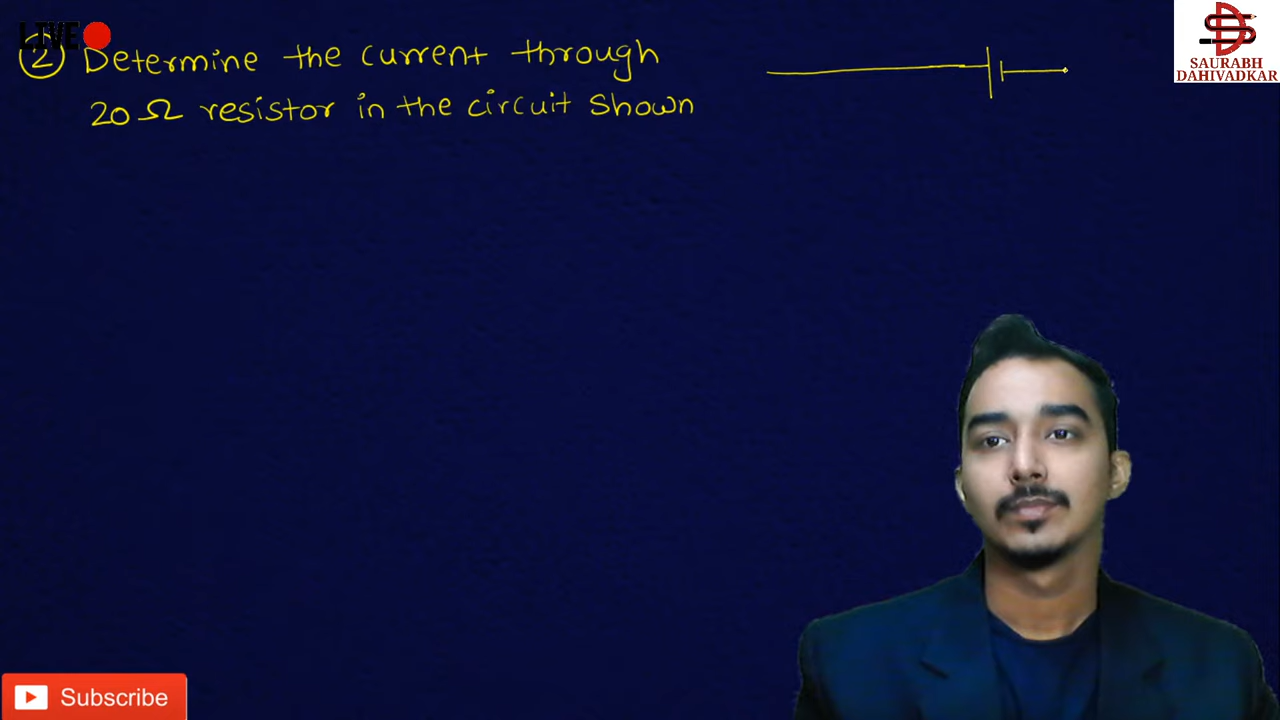 LIVE
② Determine the current through
20 Ω resistor in the circuit shown
SAURABH
DAHIVADKAR
Subscribe